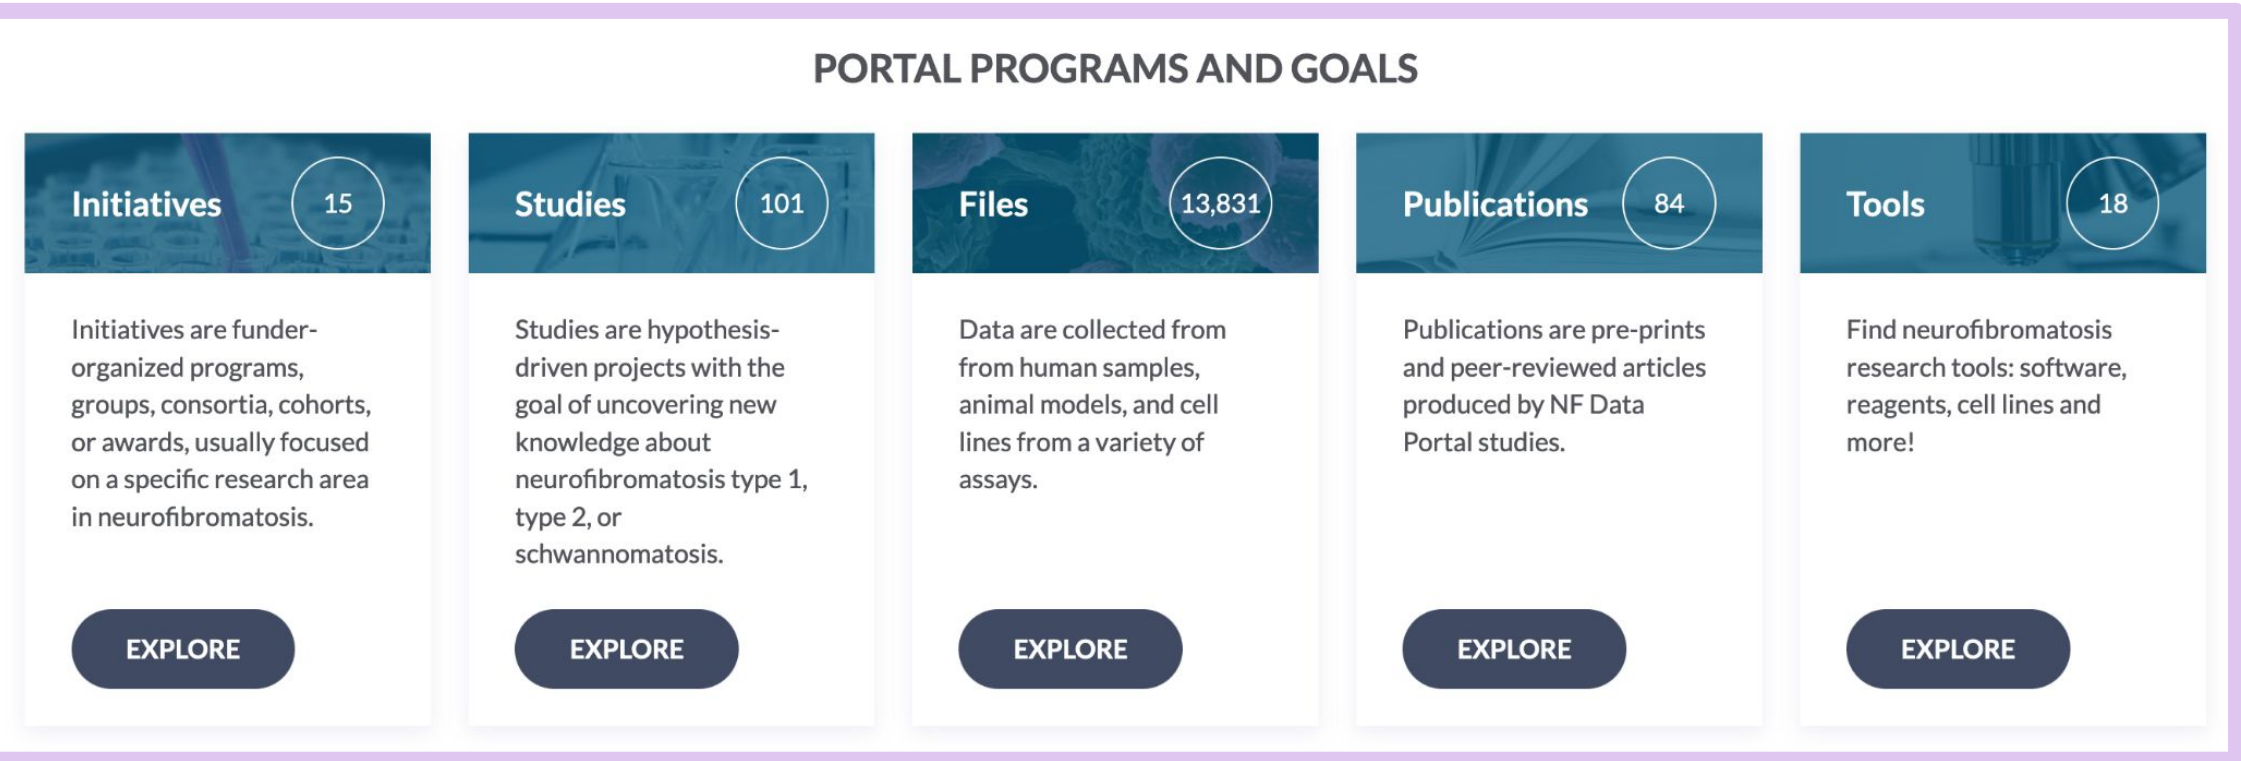 PORTAL PROGRAMS AND GOALS
Initiatives
15
Initiatives are funder-
organized programs,
groups, consortia, cohorts,
or awards, usually focused
on a specific research area
in neurofibromatosis.
EXPLORE
Studies
101
Studies are hypothesis-
driven projects with the
goal of uncovering new
knowledge about
neurofibromatosis type 1,
type 2, or
schwannomatosis.
EXPLORE
Files
13,831
Data are collected from
from human samples,
animal models, and cell
lines from a variety of
assays.
EXPLORE
Publications
84
Publications are pre-prints
and peer-reviewed articles
produced by NF Data
Portal studies.
EXPLORE
Tools
18
Find neurofibromatosis
research tools: software,
reagents, cell lines and
more!
EXPLORE